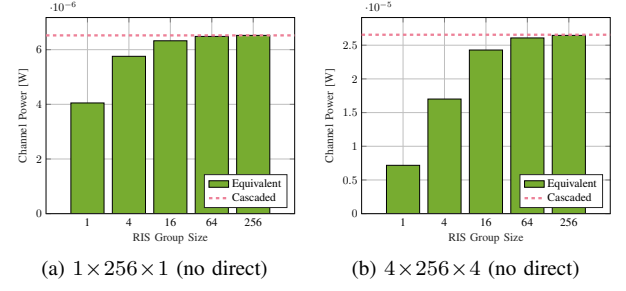 ·10⁻⁶
Channel Power [W]
6
4
2
0
1 4 16 64 256
RIS Group Size
Equivalent
Cascaded
(a) 1×256×1 (no direct)
·10⁻⁵
Channel Power [W]
2.5
2
1.5
1
0.5
0
1 4 16 64 256
RIS Group Size
Equivalent
Cascaded
(b) 4×256×4 (no direct)